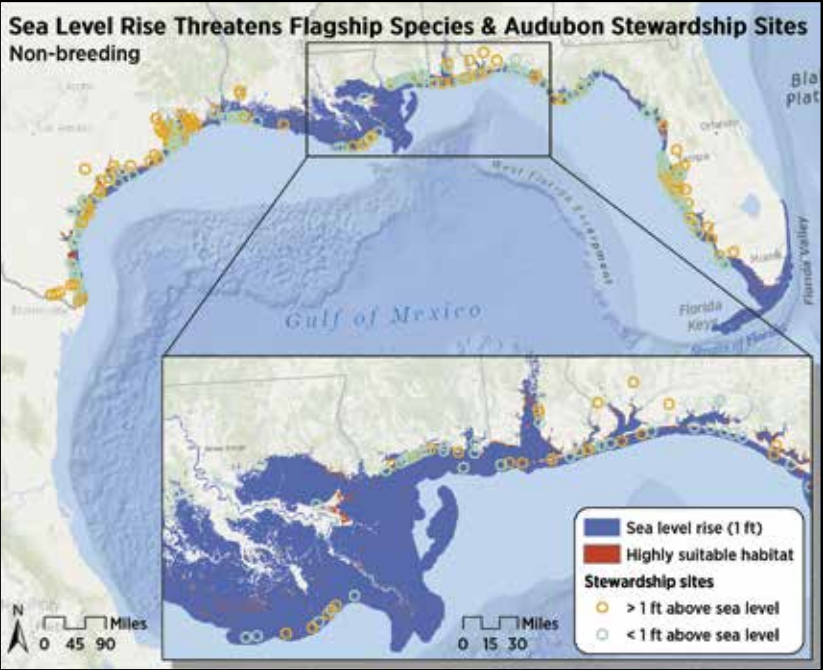 Sea Level Rise Threatens Flagship Species & Audubon Stewardship Sites
Non-breeding
Bla
Plat
Orlando
West Florida Escarpment
Miami
Florida Valley
Gulf of Mexico
Florida
Keys
Straits of Florida
Sea level rise (1 ft)
Highly suitable habitat
Stewardship sites
> 1 ft above sea level
< 1 ft above sea level
N
Miles
0 45 90
Miles
0 15 30